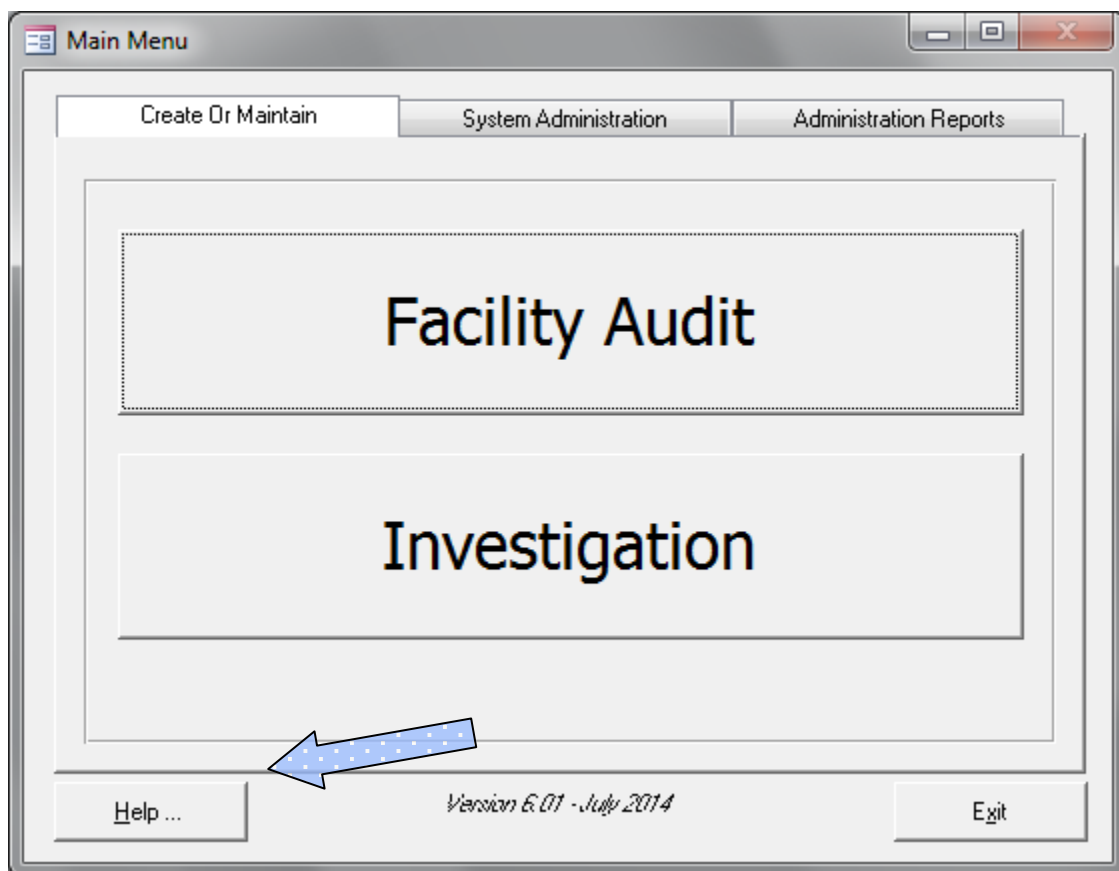 Main Menu
Create Or Maintain
System Administration
Administration Reports
Facility Audit
Investigation
Help ...
Version 6.01 - July 2014
Exit